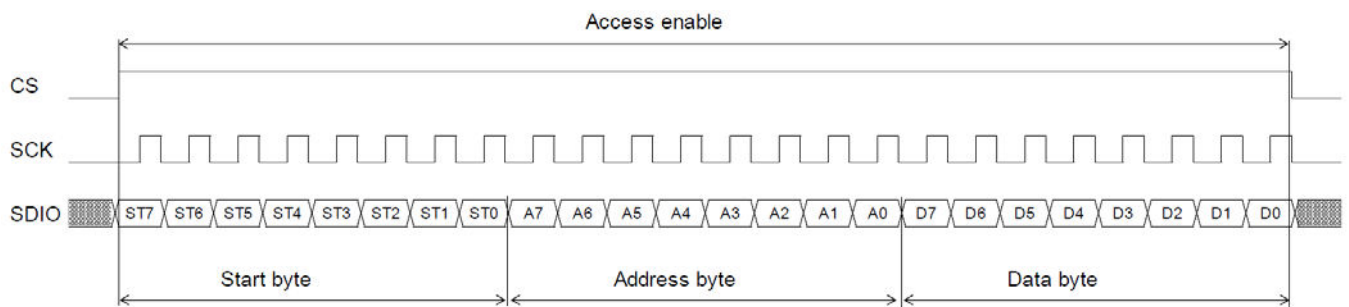 Access enable
CS
SCK
SDIO ST7 ST6 ST5 ST4 ST3 ST2 ST1 ST0 A7 A6 A5 A4 A3 A2 A1 A0 D7 D6 D5 D4 D3 D2 D1 D0
Start byte Address byte Data byte